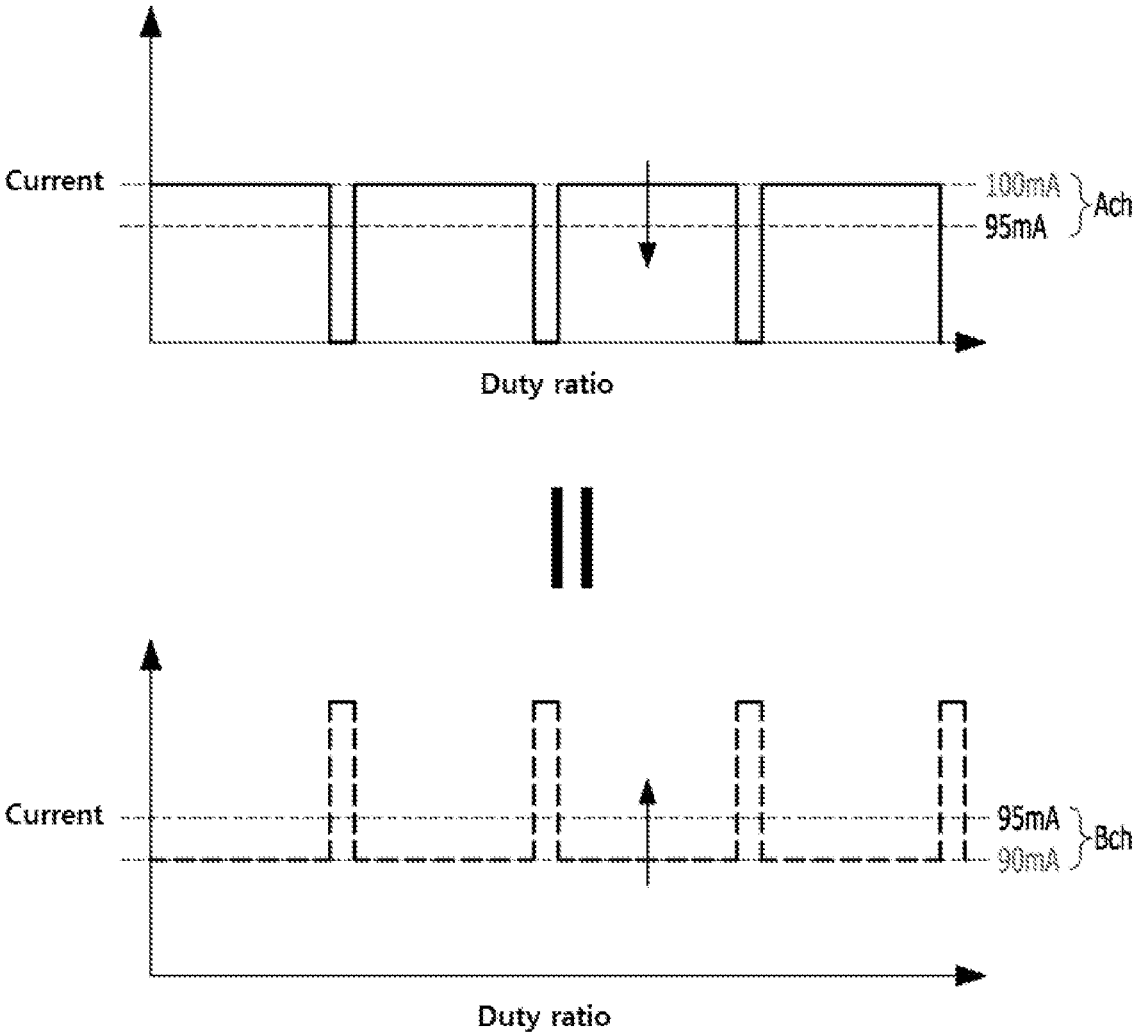 Current
100mA
95mA
Ach
Duty ratio
Current
95mA
90mA
Bch
Duty ratio